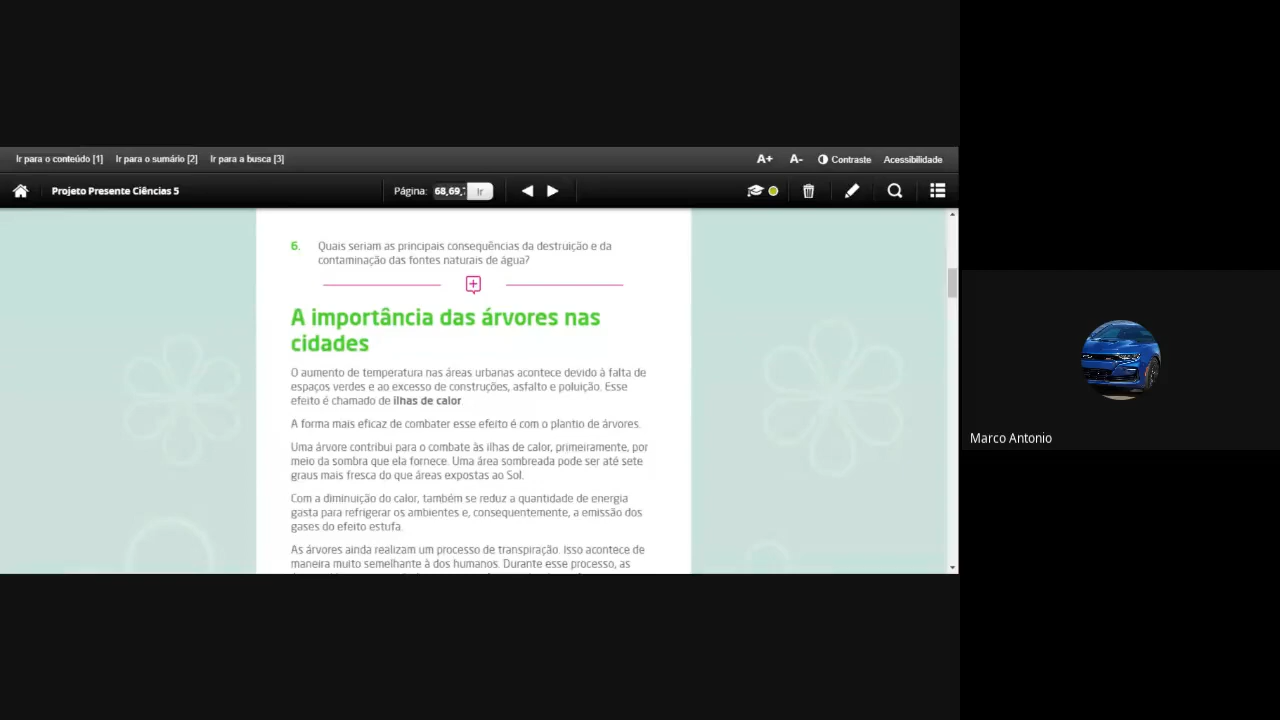 Ir para o conteúdo [1] Ir para o sumário [2] Ir para a busca [3] A+ A- Contraste Acessibilidade
Projeto Presente Ciências 5 Página: 68,69, Ir
6. Quais seriam as principais consequências da destruição e da
contaminação das fontes naturais de água?
A importância das árvores nas
cidades
O aumento de temperatura nas áreas urbanas acontece devido à falta de
espaços verdes e ao excesso de construções, asfalto e poluição. Esse
efeito é chamado de ilhas de calor.
A forma mais eficaz de combater esse efeito é com o plantio de árvores.
Uma árvore contribui para o combate às ilhas de calor, primeiramente, por
meio da sombra que ela fornece. Uma área sombreada pode ser até sete
graus mais fresca do que áreas expostas ao Sol.
Com a diminuição do calor, também se reduz a quantidade de energia
gasta para refrigerar os ambientes e, consequentemente, a emissão dos
gases do efeito estufa.
As árvores ainda realizam um processo de transpiração. Isso acontece de
maneira muito semelhante à dos humanos. Durante esse processo, as
Marco Antonio